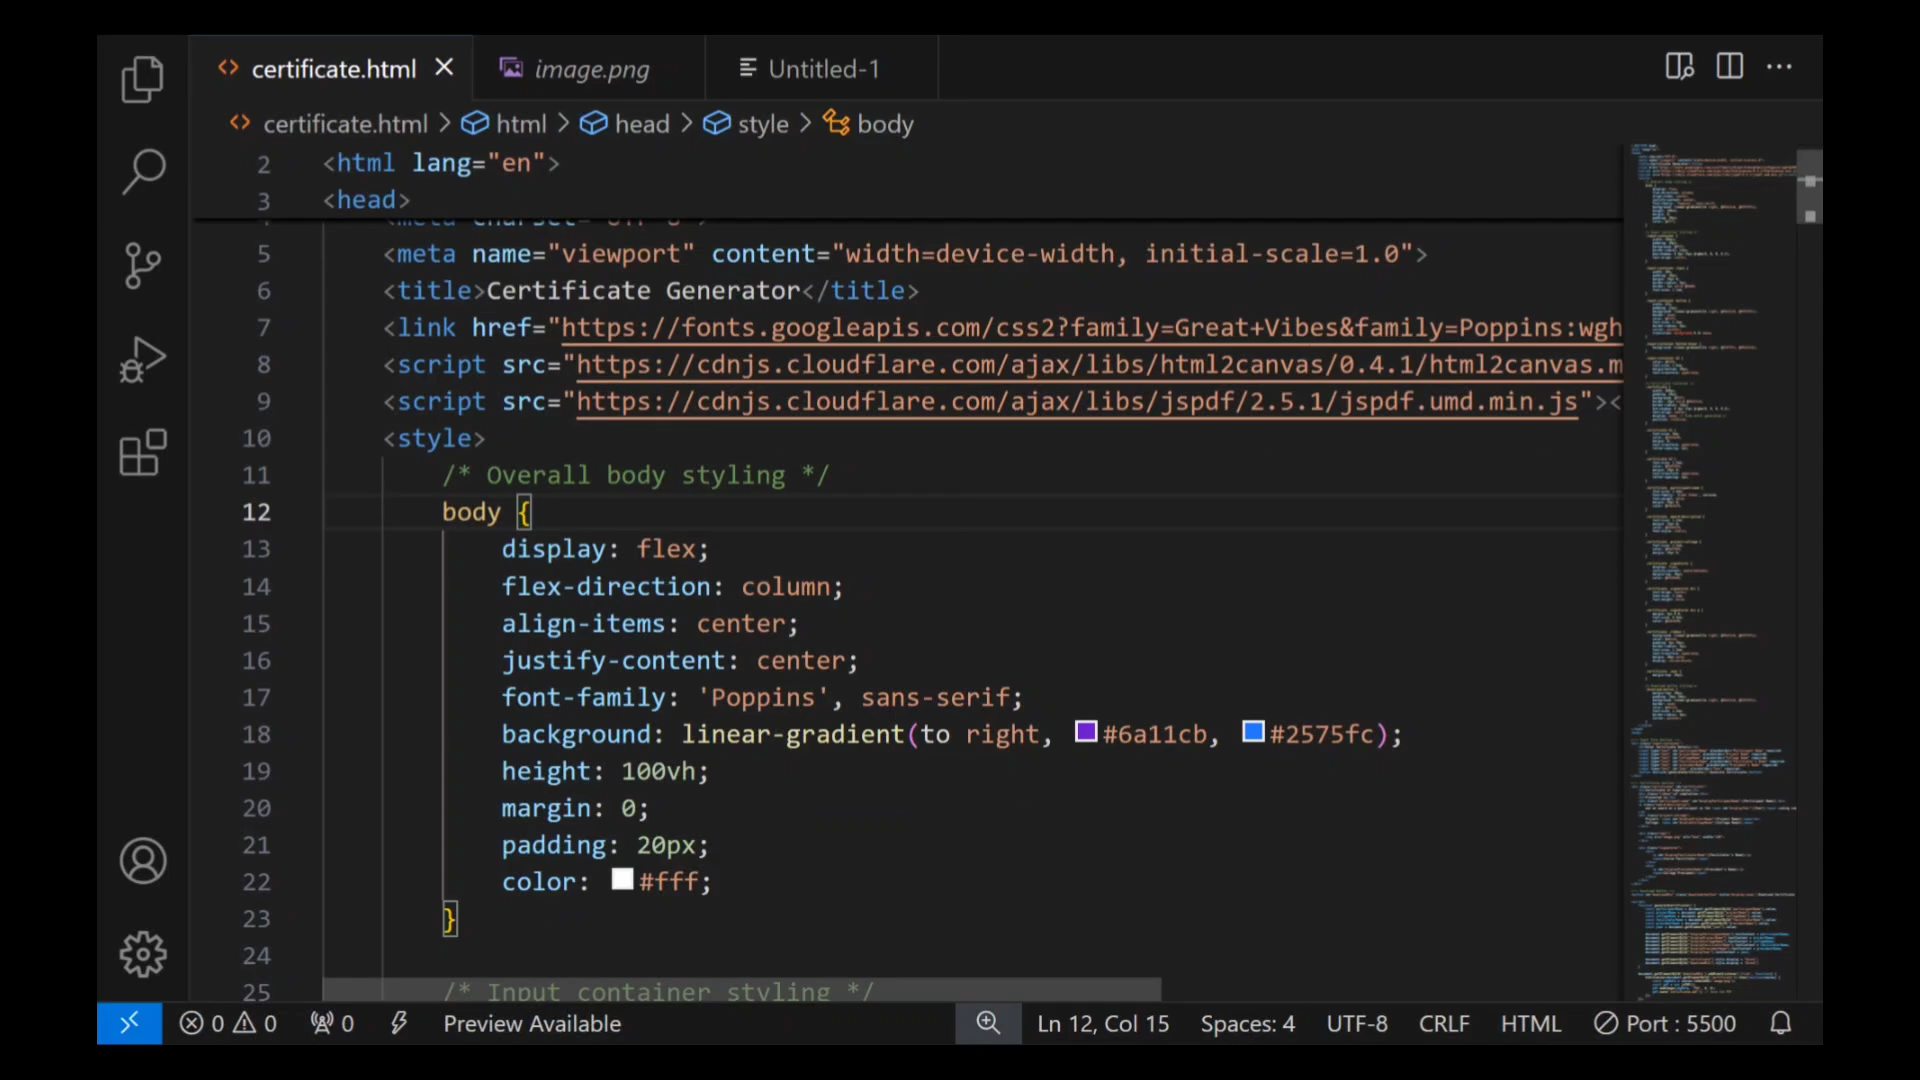 certificate.html
image.png
Untitled-1
certificate.html > html > head > style > body
2 <html lang="en">
3 <head>
5 <meta name="viewport" content="width=device-width, initial-scale=1.0">
6 <title>Certificate Generator</title>
7 <link href="https://fonts.googleapis.com/css2?family=Great+Vibes&family=Poppins:wgh
8 <script src="https://cdnjs.cloudflare.com/ajax/libs/html2canvas/0.4.1/html2canvas.m
9 <script src="https://cdnjs.cloudflare.com/ajax/libs/jspdf/2.5.1/jspdf.umd.min.js"><
10 <style>
11 /* Overall body styling */
12 body {
13 display: flex;
14 flex-direction: column;
15 align-items: center;
16 justify-content: center;
17 font-family: 'Poppins', sans-serif;
18 background: linear-gradient(to right, #6a11cb, #2575fc);
19 height: 100vh;
20 margin: 0;
21 padding: 20px;
22 color: #fff;
23 }
24
25 /* Input container styling */
0 0 0 Preview Available Ln 12, Col 15 Spaces: 4 UTF-8 CRLF HTML Port : 5500